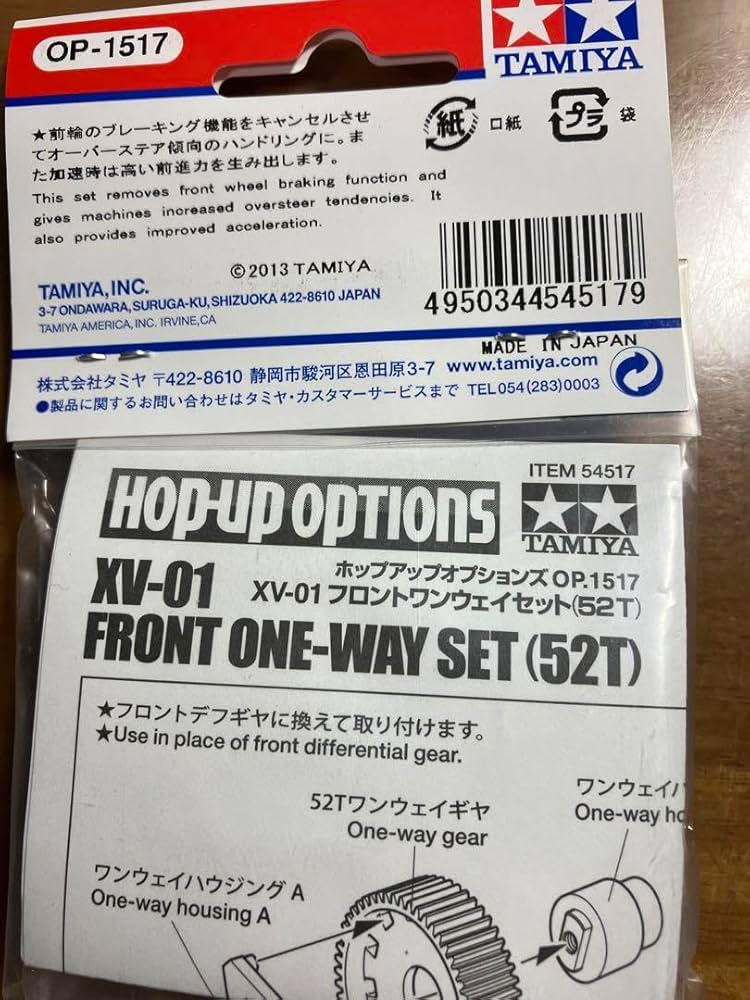 OP-1517
TAMIYA
★前輪のブレーキング機能をキャンセルさせ
てオーバーステア傾向のハンドリングに。ま
た加速時は高い前進力を生み出します。
This set removes front wheel braking function and
gives machines increased oversteer tendencies. It
also provides improved acceleration.
紙 口紙
プラ 袋
©2013 TAMIYA
4950344545179
TAMIYA,INC.
3-7 ONDAWARA, SURUGA-KU, SHIZUOKA 422-8610 JAPAN
TAMIYA AMERICA, INC. IRVINE, CA
MADE IN JAPAN
株式会社タミヤ 〒422-8610 静岡市駿河区恩田原3-7 www.tamiya.com
●製品に関するお問い合わせはタミヤ・カスタマーサービスまで TEL 054(283)0003
HOP-UP OPTIONS
ITEM 54517
TAMIYA
XV-01
ホップアップオプションズ OP.1517
XV-01 フロントワンウェイセット(52T)
FRONT ONE-WAY SET (52T)
★フロントデフギヤに換えて取り付けます。
★Use in place of front differential gear.
52Tワンウェイギヤ
One-way gear
ワンウェイハ
One-way ho
ワンウェイハウジング A
One-way housing A